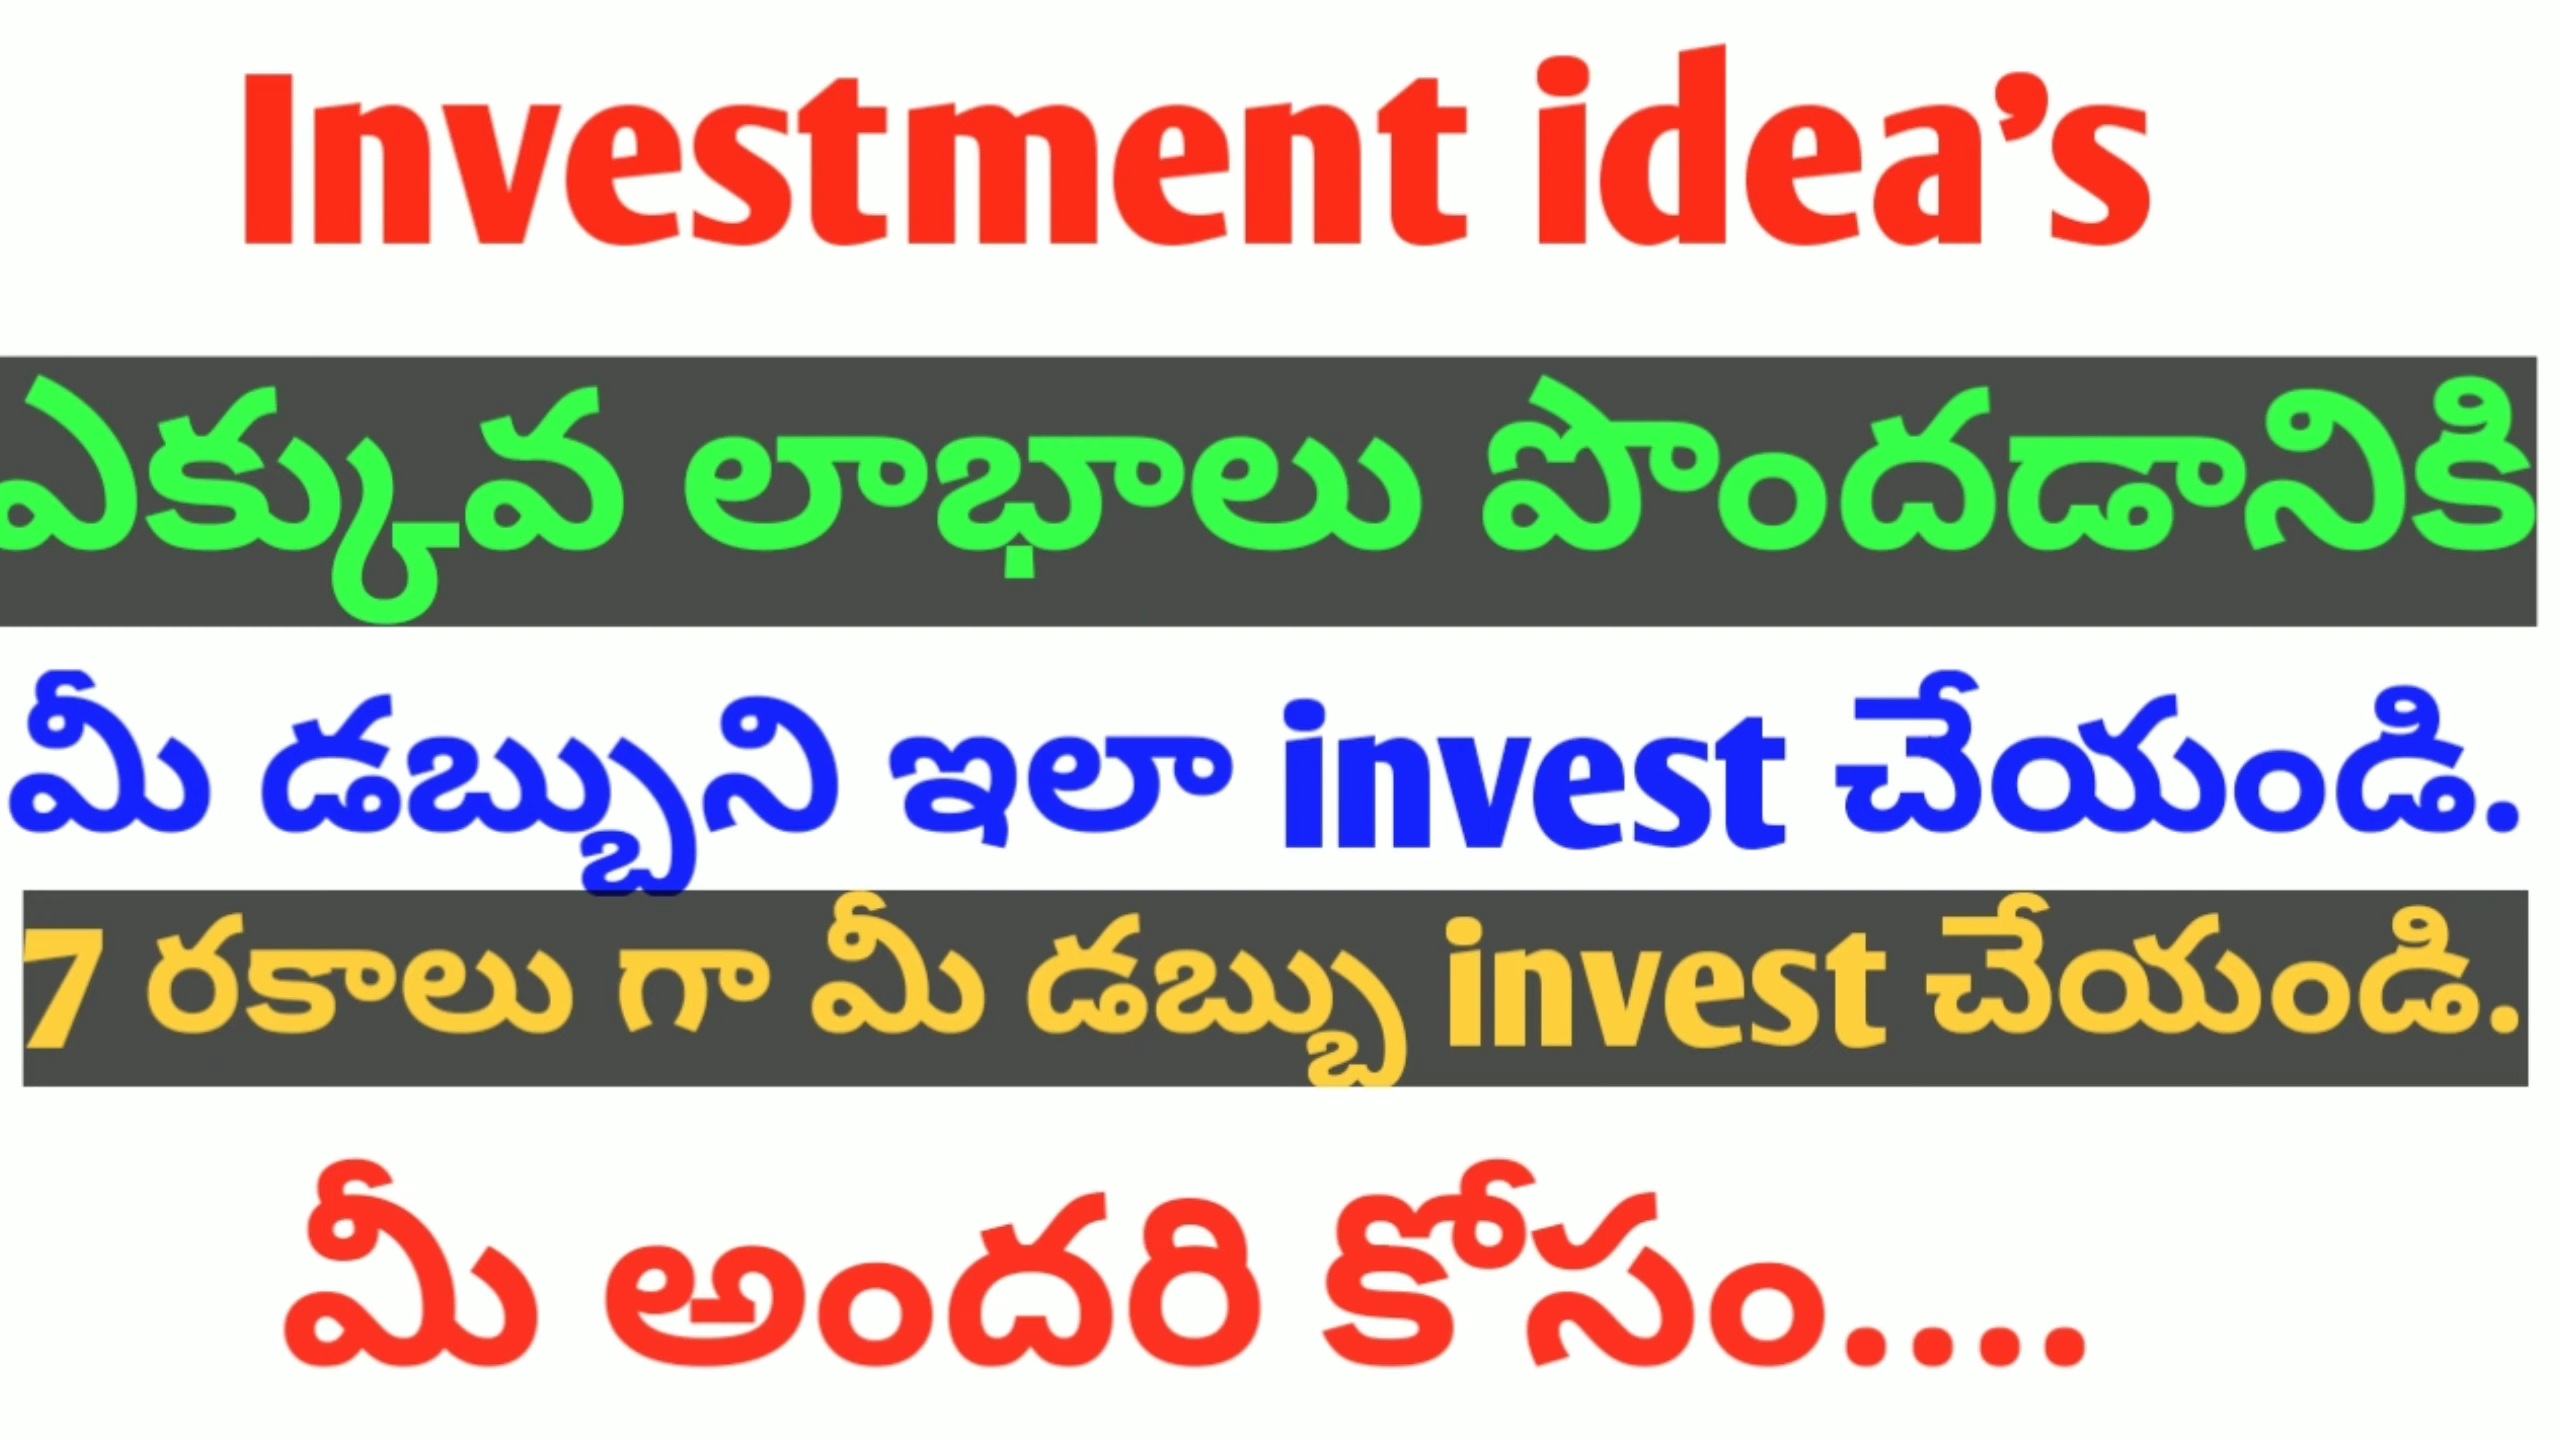 Investment idea’s
ఎక్కువ లాభాలు పొందడానికి
మీ డబ్బుని ఇలా invest చేయండి.
7 రకాలు గా మీ డబ్బు invest చేయండి.
మీ అందరి కోసం....